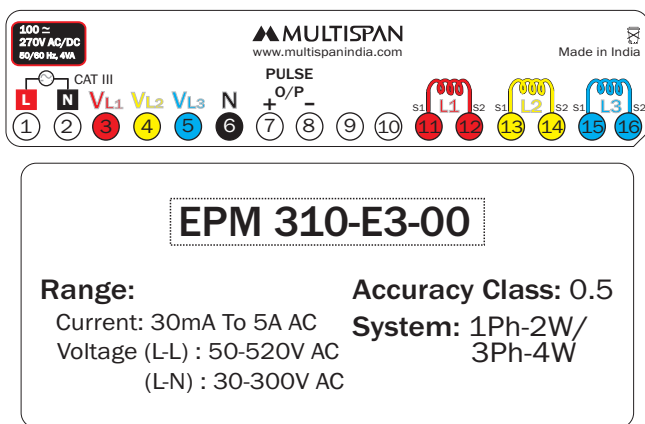 100 ≂
270V AC/DC
50/60 Hz, 4VA
MULTISPAN
www.multispanindia.com
Made in India
CAT III
PULSE
O/P
L N VL1 VL2 VL3 N + –
S1 L1 S2 S1 L2 S2 S1 L3 S2
1 2 3 4 5 6 7 8 9 10 11 12 13 14 15 16
EPM 310-E3-00
Range:
Current: 30mA To 5A AC
Voltage (L-L) : 50-520V AC
(L-N) : 30-300V AC
Accuracy Class: 0.5
System: 1Ph-2W/
3Ph-4W